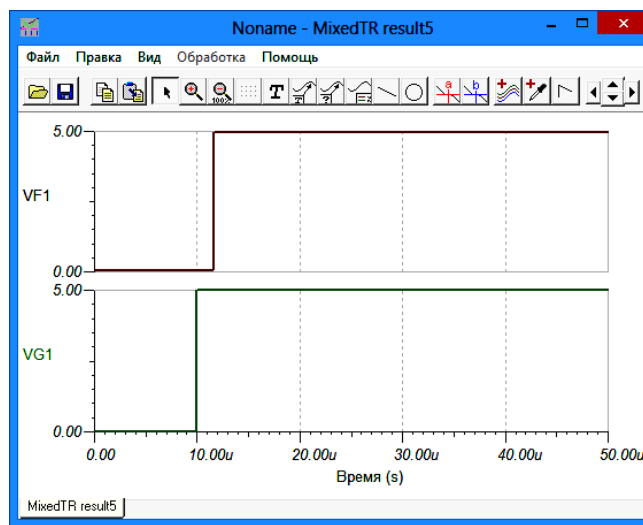 Noname - MixedTR result5
Файл Правка Вид Обработка Помощь
100% T T ? a b
5.00
VF1
0.00
5.00
VG1
0.00
0.00 10.00u 20.00u 30.00u 40.00u 50.00u
Время (s)
MixedTR result5